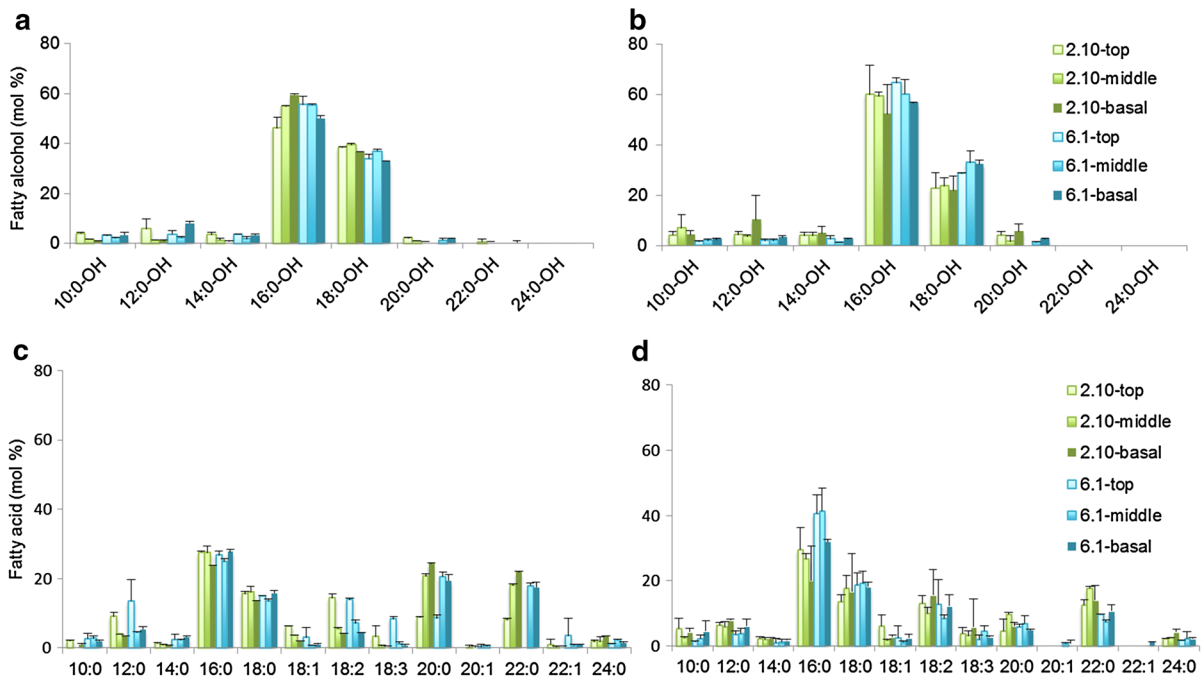 a
Fatty alcohol (mol %)
80
60
40
20
0
10:0-OH
12:0-OH
14:0-OH
16:0-OH
18:0-OH
20:0-OH
22:0-OH
24:0-OH
b
80
60
40
20
0
10:0-OH
12:0-OH
14:0-OH
16:0-OH
18:0-OH
20:0-OH
22:0-OH
24:0-OH
2.10-top
2.10-middle
2.10-basal
6.1-top
6.1-middle
6.1-basal
c
Fatty acid (mol %)
80
60
40
20
0
10:0 12:0 14:0 16:0 18:0 18:1 18:2 18:3 20:0 20:1 22:0 22:1 24:0
d
80
60
40
20
0
10:0 12:0 14:0 16:0 18:0 18:1 18:2 18:3 20:0 20:1 22:0 22:1 24:0
2.10-top
2.10-middle
2.10-basal
6.1-top
6.1-middle
6.1-basal